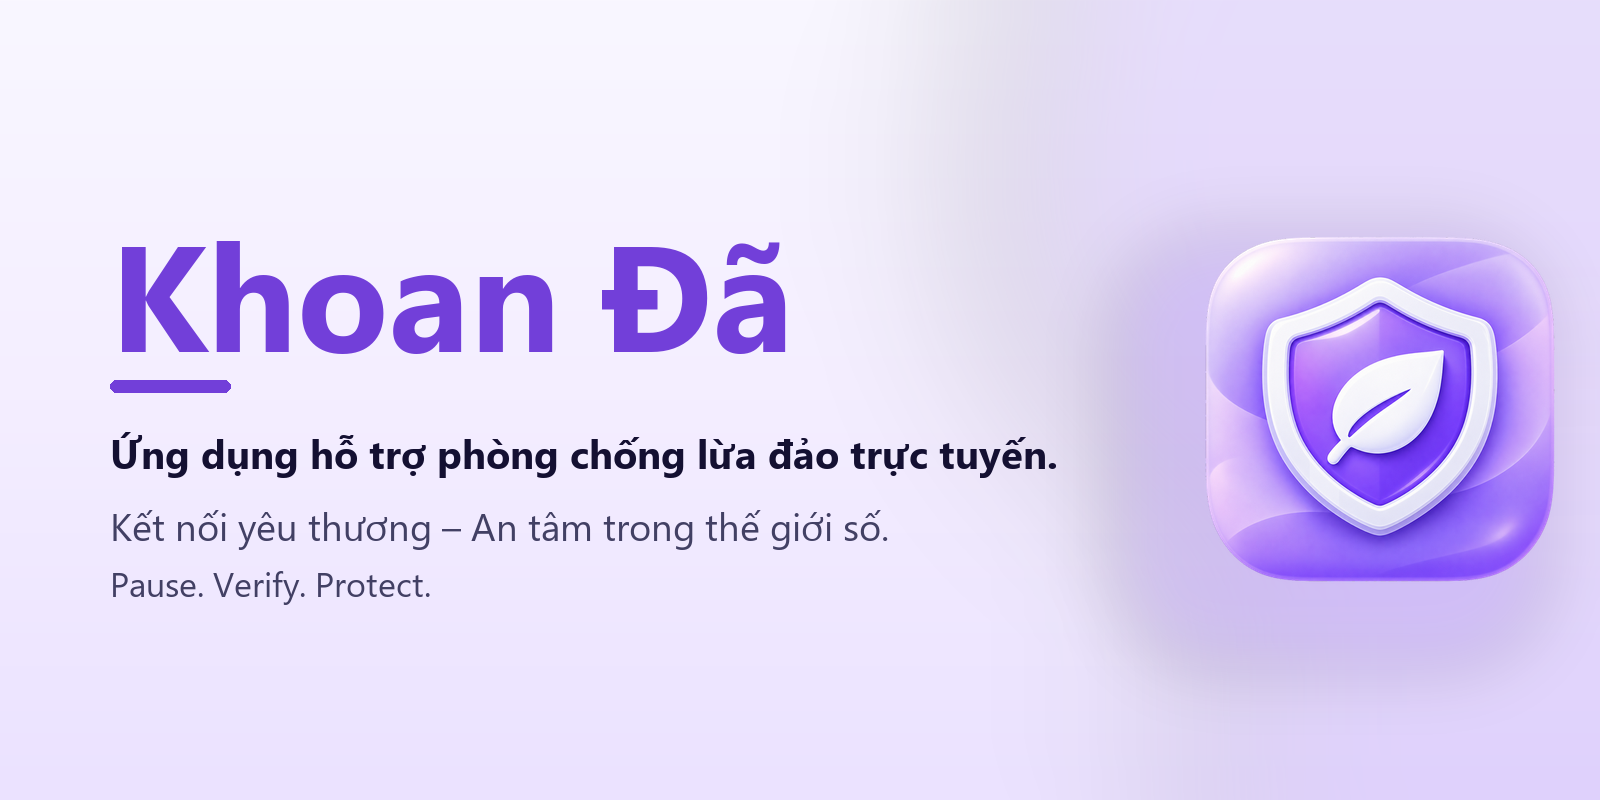 Khoan Đã
Ứng dụng hỗ trợ phòng chống lừa đảo trực tuyến.
Kết nối yêu thương – An tâm trong thế giới số.
Pause. Verify. Protect.